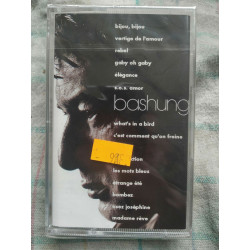 bijou, bijou
vertige de l'amour
rebel
gaby oh gaby
élégance
s.o.s. amor
bashung
what's in a bird
c'est comment qu'on freine
les mots bleus
étrange été
bombez
osez joséphine
madame rêve